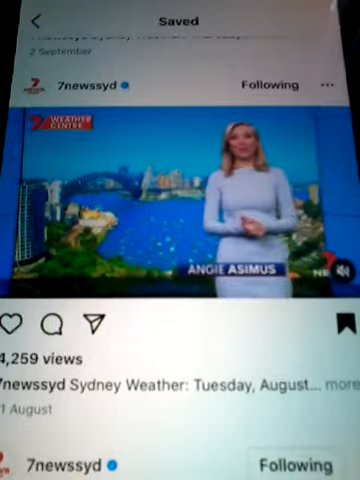 Saved
2 September
7newssyd
Following
7 WEATHER
CENTRE
ANGIE ASIMUS
4,259 views
7newssyd Sydney Weather: Tuesday, August... more
1 August
7newssyd
Following